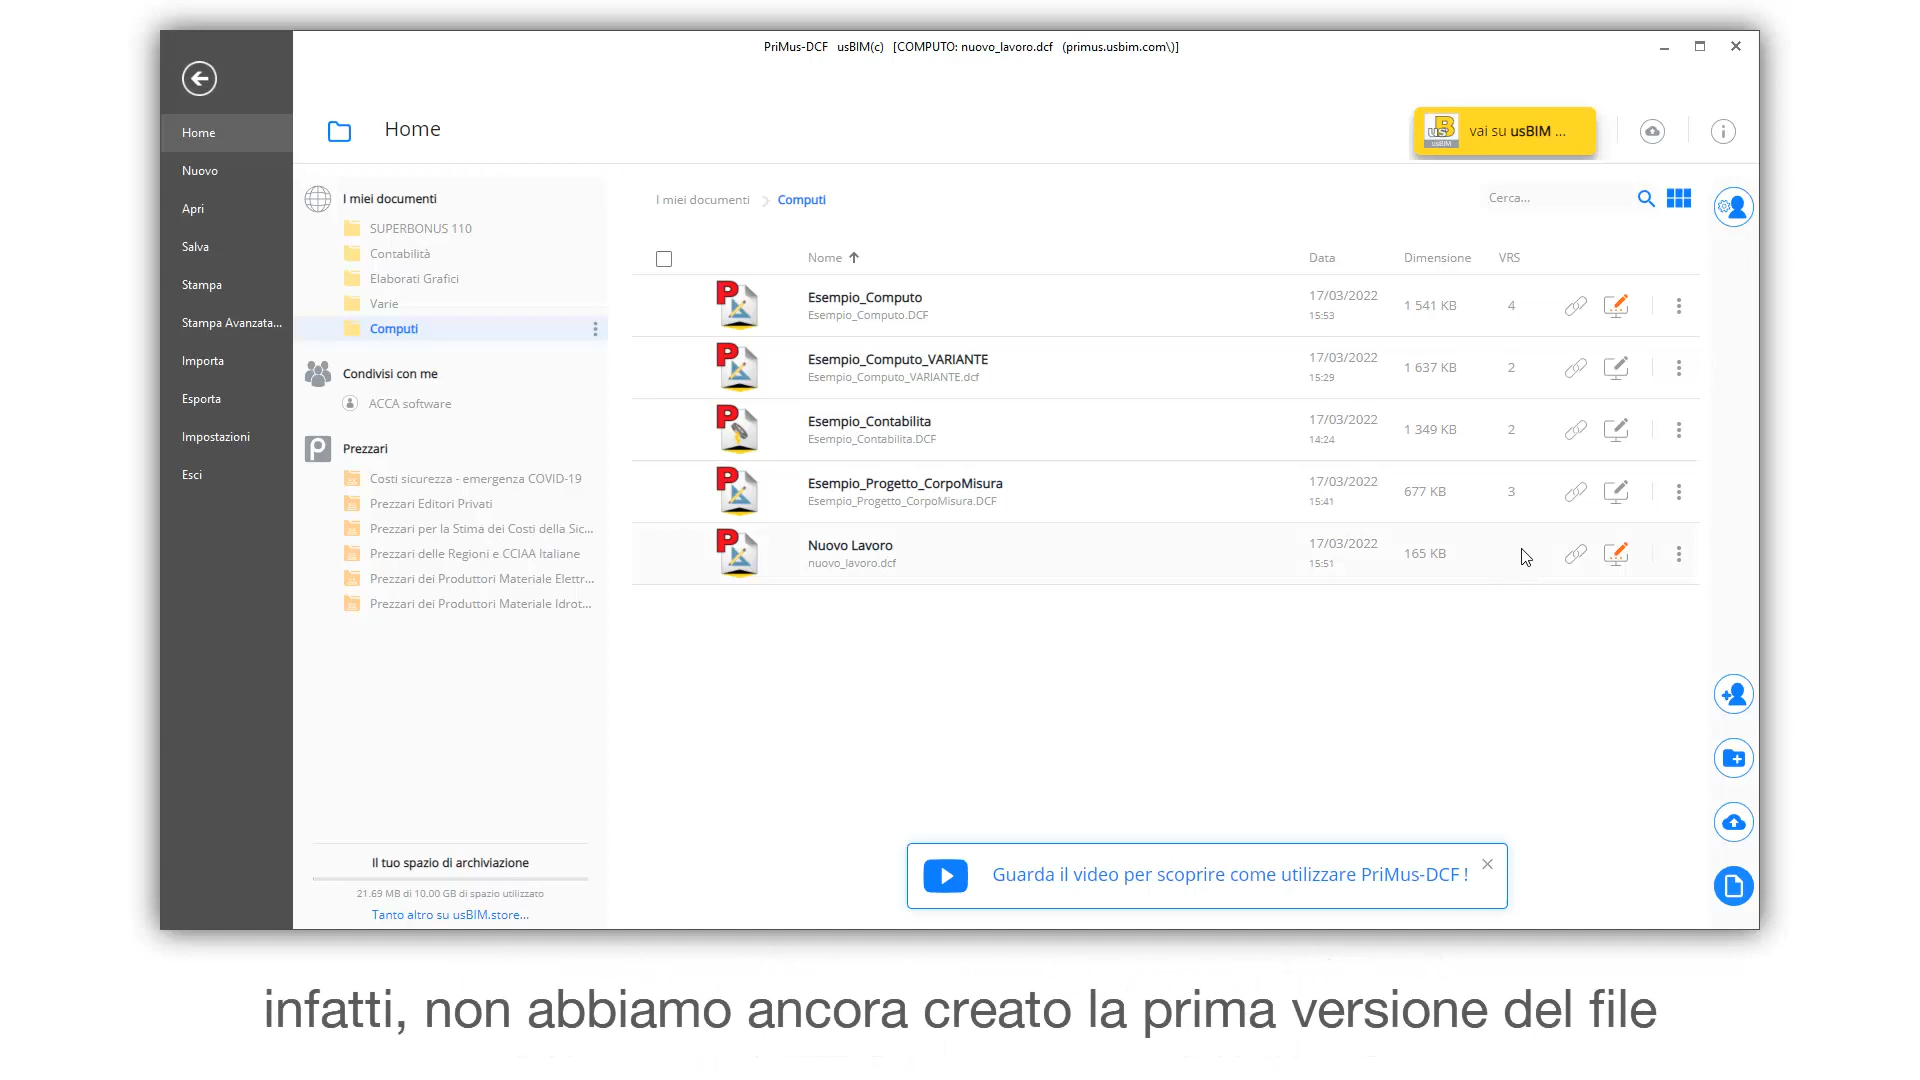 PriMus-DCF usBIM(c) [COMPUTO: nuovo_lavoro.dcf (primus.usbim.com\)]
Home
Nuovo
Apri
Salva
Stampa
Stampa Avanzata...
Importa
Esporta
Impostazioni
Esci
Home
usB
usBIM
vai su usBIM ...
I miei documenti
SUPERBONUS 110
Contabilità
Elaborati Grafici
Varie
Computi
Condivisi con me
ACCA software
Prezzari
Costi sicurezza - emergenza COVID-19
Prezzari Editori Privati
Prezzari per la Stima dei Costi della Sic...
Prezzari delle Regioni e CCIAA Italiane
Prezzari dei Produttori Materiale Elettr...
Prezzari dei Produttori Materiale Idrot...
Il tuo spazio di archiviazione
21.69 MB di 10.00 GB di spazio utilizzato
Tanto altro su usBIM.store...
I miei documenti Computi
Cerca...
Nome Data Dimensione VRS
Esempio_Computo 17/03/2022 1 541 KB 4
Esempio_Computo.DCF 15:53
Esempio_Computo_VARIANTE 17/03/2022 1 637 KB 2
Esempio_Computo_VARIANTE.dcf 15:29
Esempio_Contabilita 17/03/2022 1 349 KB 2
Esempio_Contabilita.DCF 14:24
Esempio_Progetto_CorpoMisura 17/03/2022 677 KB 3
Esempio_Progetto_CorpoMisura.DCF 15:41
Nuovo Lavoro 17/03/2022 165 KB
nuovo_lavoro.dcf 15:51
Guarda il video per scoprire come utilizzare PriMus-DCF !
infatti, non abbiamo ancora creato la prima versione del file